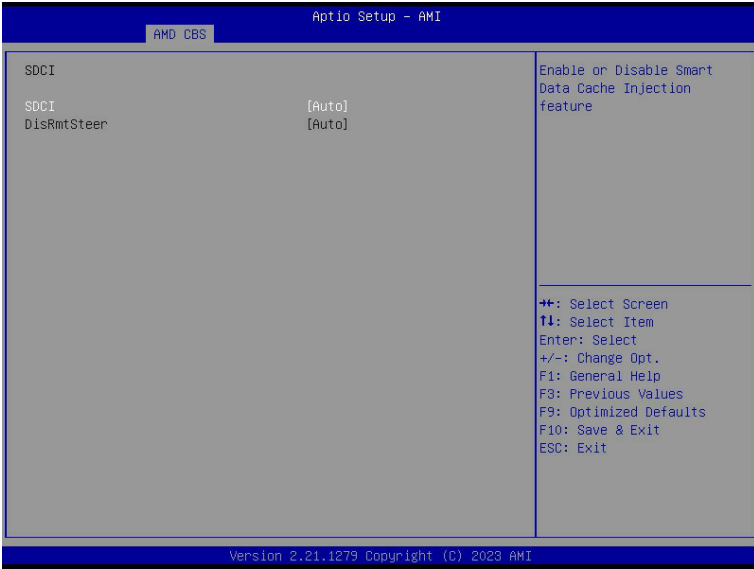 Aptio Setup – AMI
AMD CBS
SDCI
SDCI [Auto]
DisRmtSteer [Auto]
Enable or Disable Smart
Data Cache Injection
feature
→←: Select Screen
↑↓: Select Item
Enter: Select
+/-: Change Opt.
F1: General Help
F3: Previous Values
F9: Optimized Defaults
F10: Save & Exit
ESC: Exit
Version 2.21.1279 Copyright (C) 2023 AMI